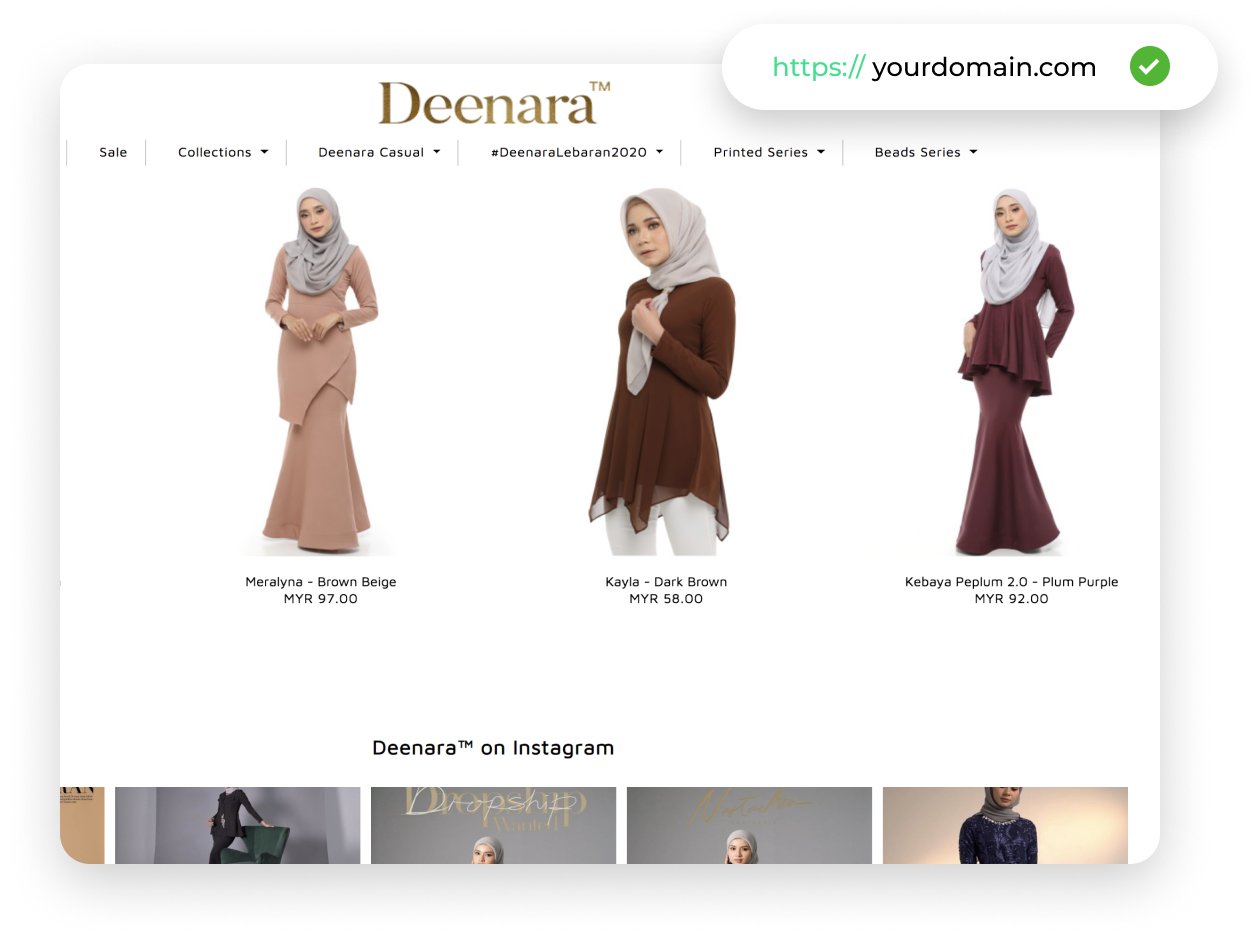 https:// yourdomain.com
Deenara™
Sale
Collections
Deenara Casual
#DeenaraLebaran2020
Printed Series
Beads Series
Meralyna - Brown Beige
MYR 97.00
Kayla - Dark Brown
MYR 58.00
Kebaya Peplum 2.0 - Plum Purple
MYR 92.00
Deenara™ on Instagram
Dropship
Dropship
Wanted